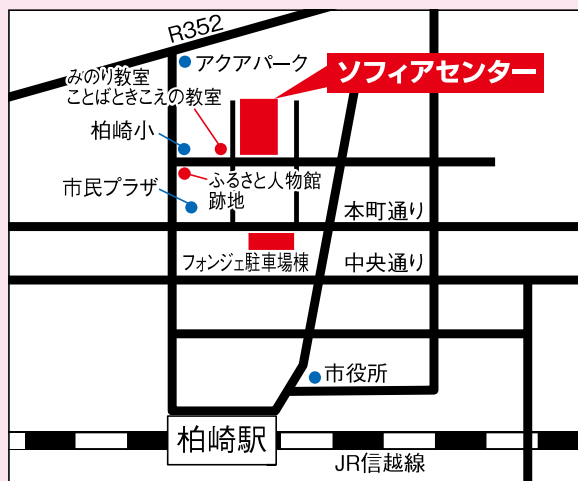 R352
アクアパーク
ソフィアセンター
みのり教室
ことばときこえの教室
柏崎小
市民プラザ
ふるさと人物館
跡地
本町通り
フォンジェ駐車場棟
中央通り
市役所
柏崎駅
JR信越線